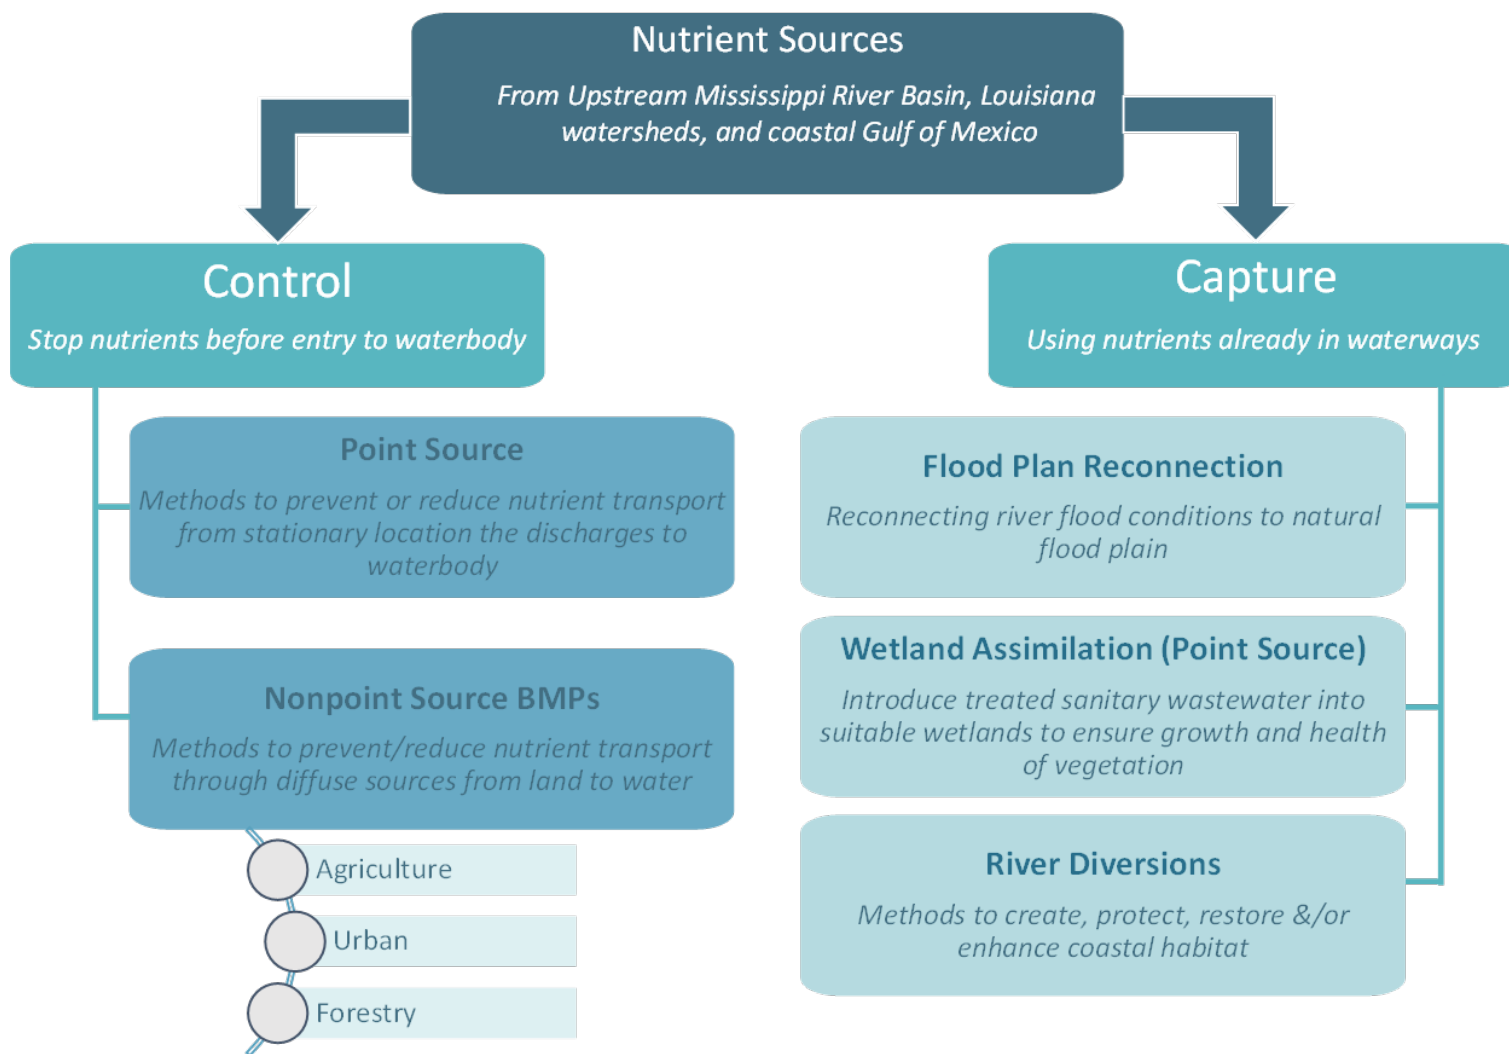 Nutrient Sources
From Upstream Mississippi River Basin, Louisiana
watersheds, and coastal Gulf of Mexico
Control
Stop nutrients before entry to waterbody
Point Source
Methods to prevent or reduce nutrient transport
from stationary location the discharges to
waterbody
Nonpoint Source BMPs
Methods to prevent/reduce nutrient transport
through diffuse sources from land to water
Agriculture
Urban
Forestry
Capture
Using nutrients already in waterways
Flood Plan Reconnection
Reconnecting river flood conditions to natural
flood plain
Wetland Assimilation (Point Source)
Introduce treated sanitary wastewater into
suitable wetlands to ensure growth and health
of vegetation
River Diversions
Methods to create, protect, restore &/or
enhance coastal habitat